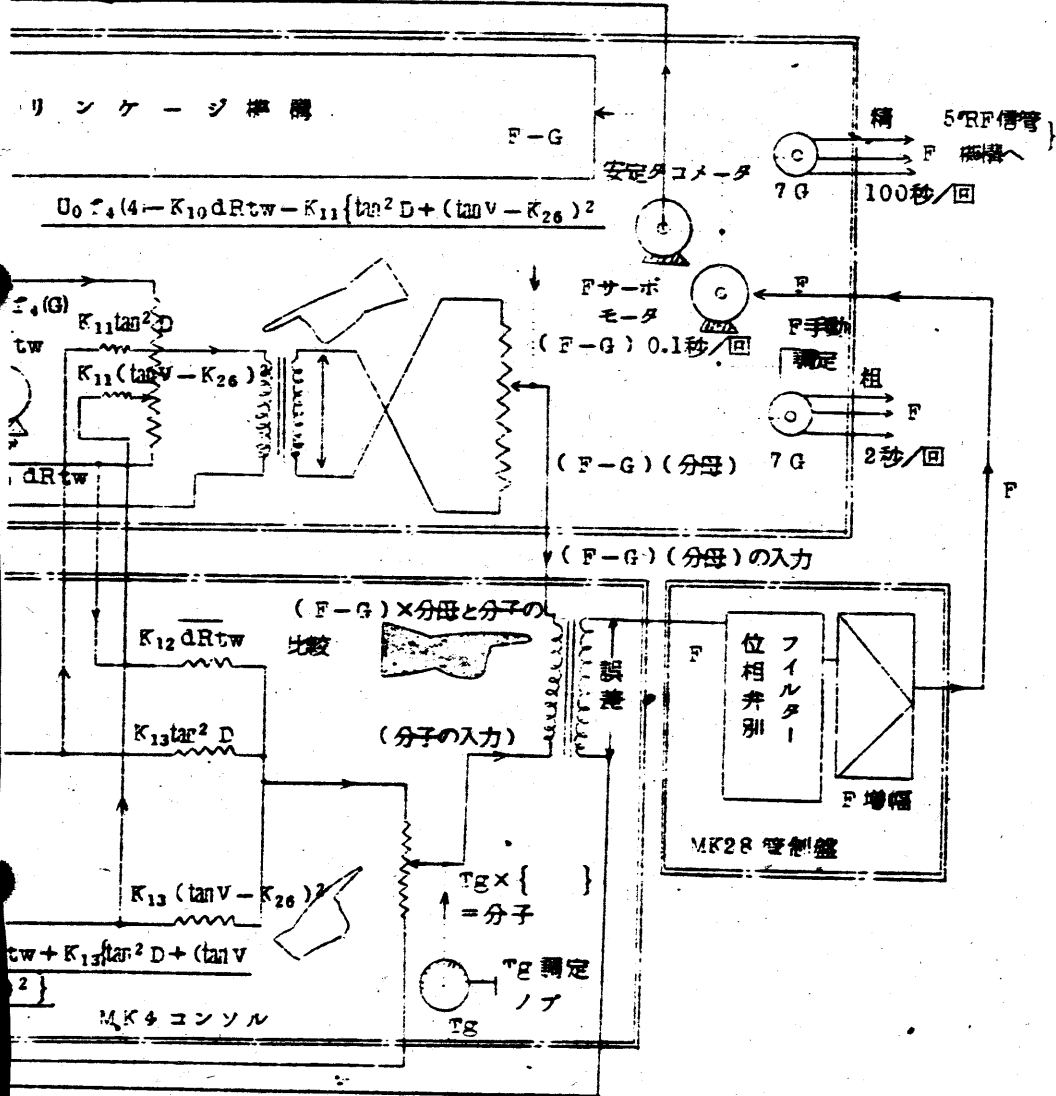 リンケージ機構
F-G
精
5"RF信管
F 機構へ
安定タコメータ
7G
100秒/回
U₀ f₄(4)-K₁₀dRtw-K₁₁{tan²D+(tanV-K₂₆)²
f₄(G)
tw
K₁₁tan²D
K₁₁(tanV-K₂₆)²
dRtw
Fサーボ
モータ
F
(F-G) 0.1秒/回
F手動
調定
粗
F
7G
2秒/回
(F-G)(分母)
F
(F-G)(分母)の入力
(F-G)×分母と分子の
比較
K₁₂ dRtw
K₁₃tan²D
(分子の入力)
誤差
F
位相弁別
フイルター
F増幅
MK28管制盤
K₁₃(tanV-K₂₆)²
Tg×{ }
=分子
tw+K₁₃{tan²D+(tanV
)²}
Tg調定
ノブ
Tg
MK4コンソル